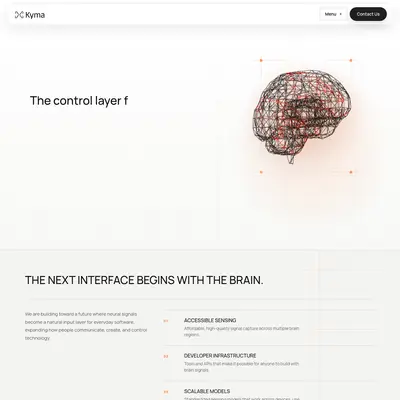 Kyma
Menu
Contact Us
The control layer f
THE NEXT INTERFACE BEGINS WITH THE BRAIN.
We are building toward a future where neural signals
become a natural input layer for everyday software,
expanding how people communicate, create, and control
technology.
01
ACCESSIBLE SENSING
Affordable, high-quality signal capture across multiple brain
regions.
02
DEVELOPER INFRASTRUCTURE
Tools and APIs that make it possible for anyone to build with
brain signals.
03
SCALABLE MODELS